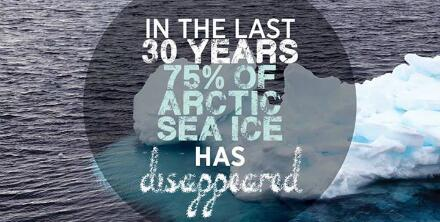 IN THE LAST
30 YEARS
75% OF
ARCTIC
SEA ICE
HAS
disappeared